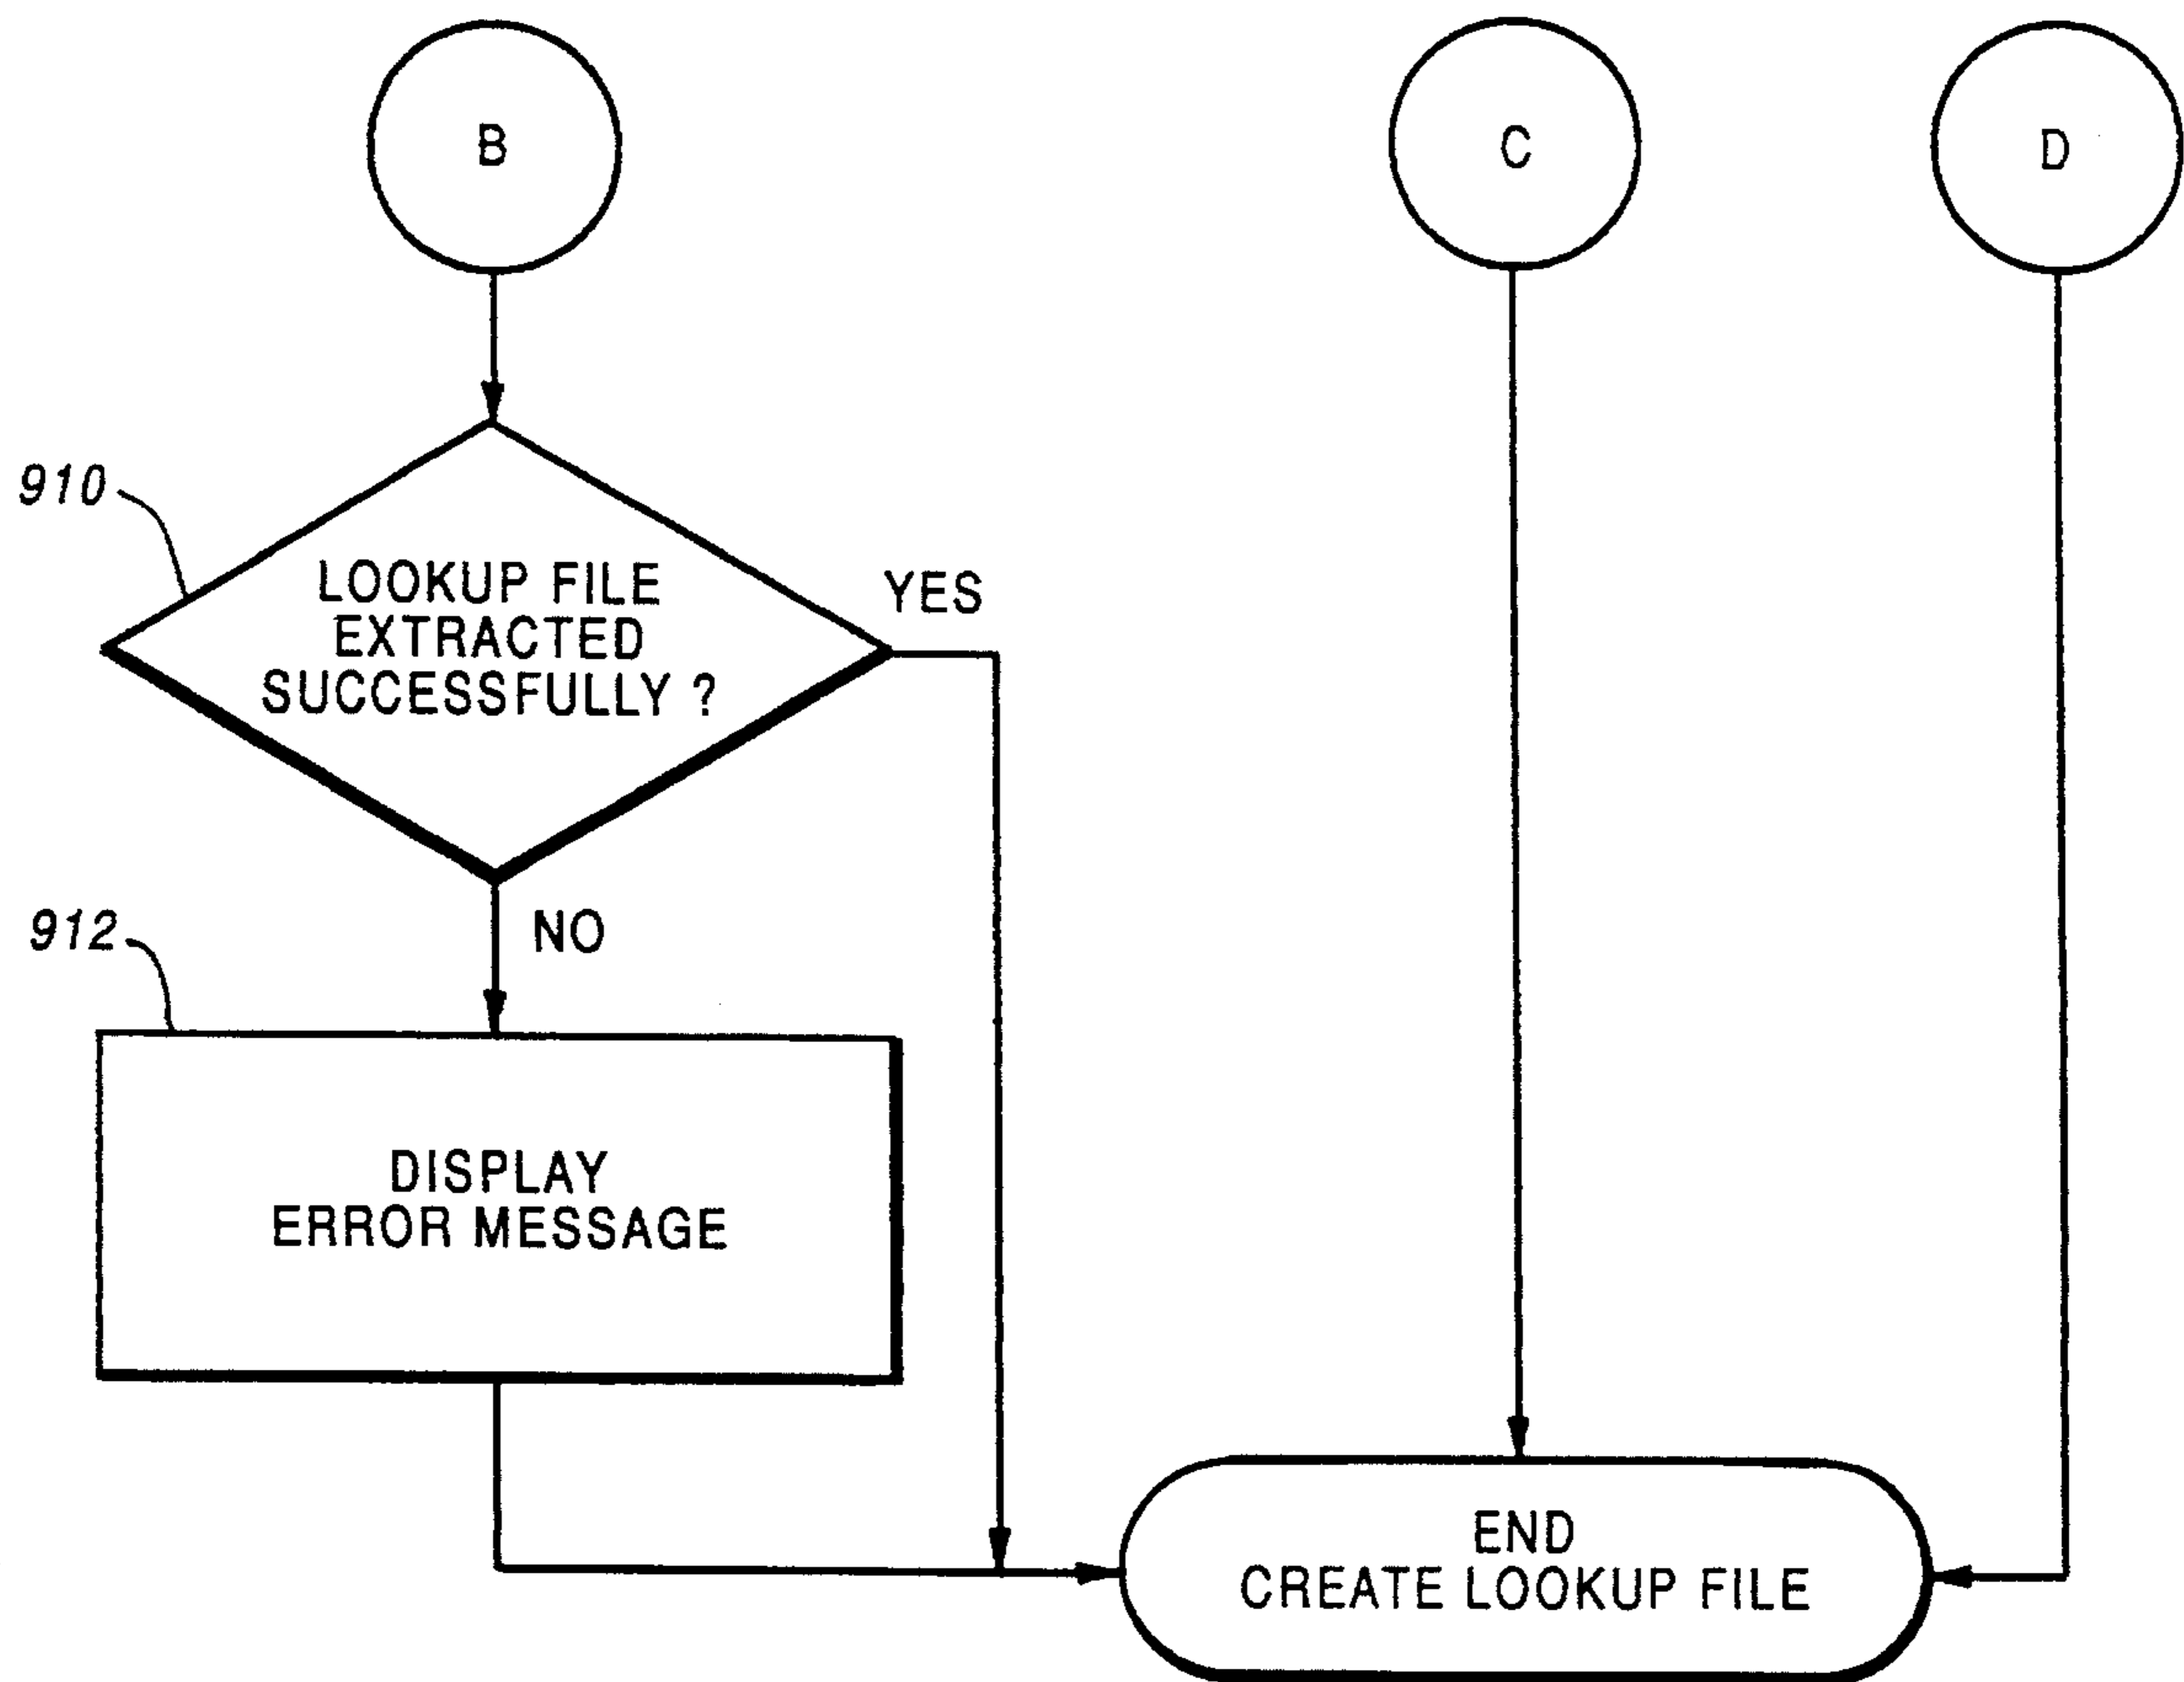 B
C
D
910
LOOKUP FILE
EXTRACTED
SUCCESSFULLY ?
YES
912
NO
DISPLAY
ERROR MESSAGE
END
CREATE LOOKUP FILE